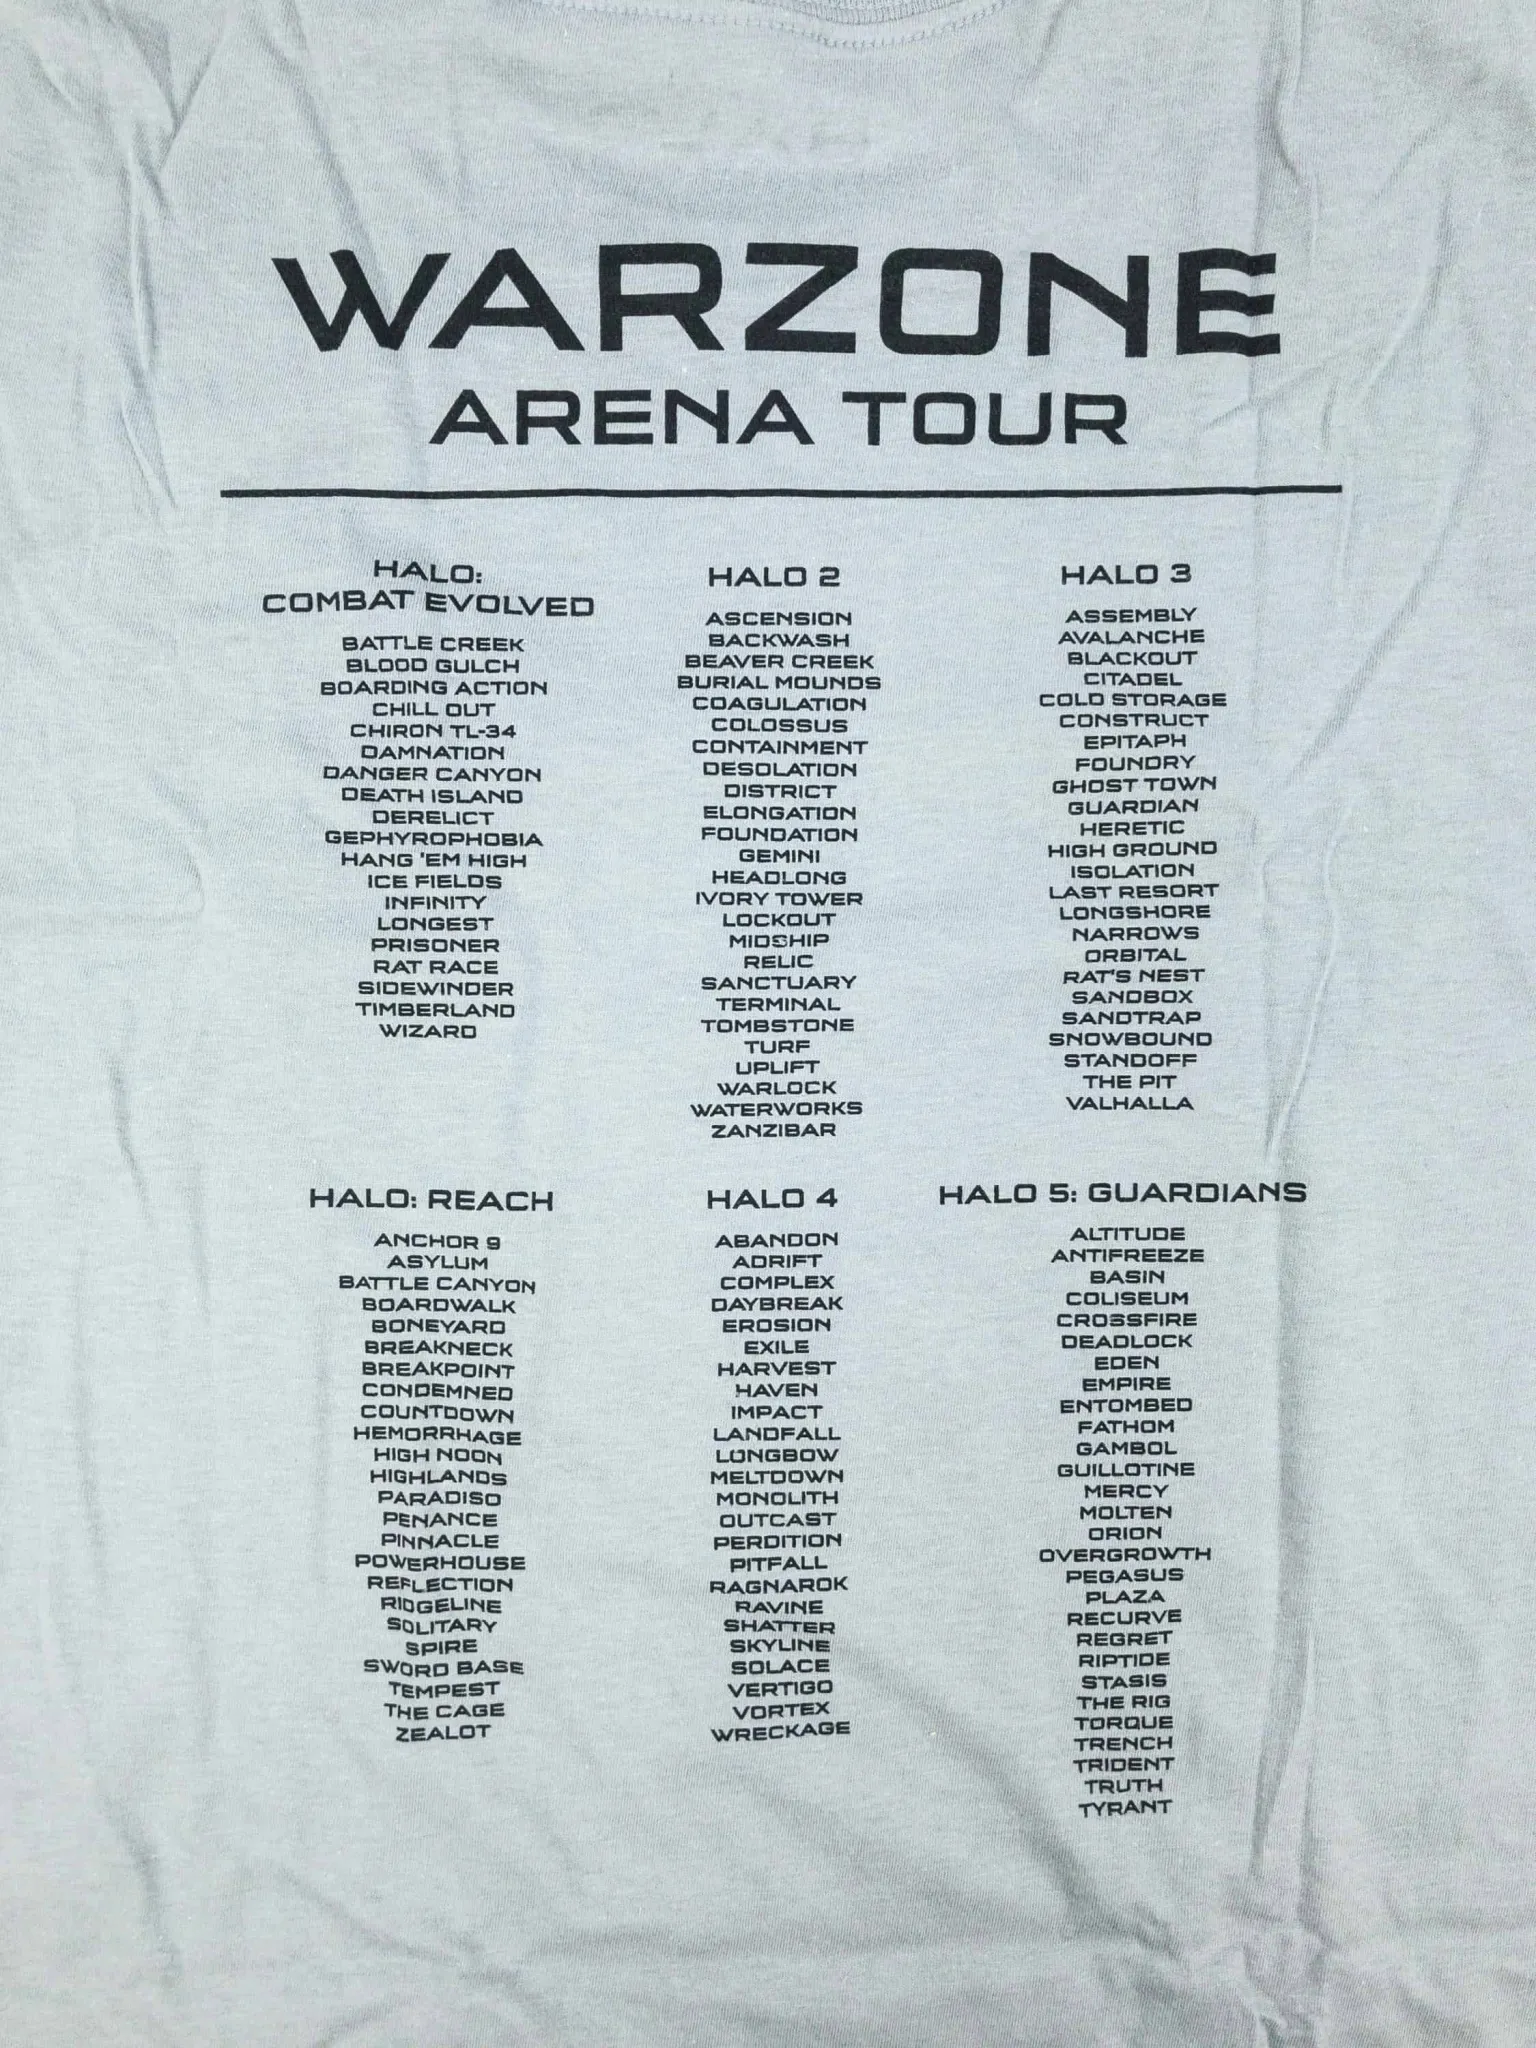 WARZONE
ARENA TOUR
HALO:
COMBAT EVOLVED
BATTLE CREEK
BLOOD GULCH
BOARDING ACTION
CHILL OUT
CHIRON TL-34
DAMNATION
DANGER CANYON
DEATH ISLAND
DERELICT
GEPHYROPHOBIA
HANG 'EM HIGH
ICE FIELDS
INFINITY
LONGEST
PRISONER
RAT RACE
SIDEWINDER
TIMBERLAND
WIZARD
HALO 2
ASCENSION
BACKWASH
BEAVER CREEK
BURIAL MOUNDS
COAGULATION
COLOSSUS
CONTAINMENT
DESOLATION
DISTRICT
ELONGATION
FOUNDATION
GEMINI
HEADLONG
IVORY TOWER
LOCKOUT
MIDSHIP
RELIC
SANCTUARY
TERMINAL
TOMBSTONE
TURF
UPLIFT
WARLOCK
WATERWORKS
ZANZIBAR
HALO 3
ASSEMBLY
AVALANCHE
BLACKOUT
CITADEL
COLD STORAGE
CONSTRUCT
EPITAPH
FOUNDRY
GHOST TOWN
GUARDIAN
HERETIC
HIGH GROUND
ISOLATION
LAST RESORT
LONGSHORE
NARROWS
ORBITAL
RAT'S NEST
SANDBOX
SANDTRAP
SNOWBOUND
STANDOFF
THE PIT
VALHALLA
HALO: REACH
ANCHOR 9
ASYLUM
BATTLE CANYON
BOARDWALK
BONEYARD
BREAKNECK
BREAKPOINT
CONDEMNED
COUNTDOWN
HEMORRHAGE
HIGH NOON
HIGHLANDS
PARADISO
PENANCE
PINNACLE
POWERHOUSE
REFLECTION
RIDGELINE
SOLITARY
SPIRE
SWORD BASE
TEMPEST
THE CAGE
ZEALOT
HALO 4
ABANDON
ADRIFT
COMPLEX
DAYBREAK
EROSION
EXILE
HARVEST
HAVEN
IMPACT
LANDFALL
LONGBOW
MELTDOWN
MONOLITH
OUTCAST
PERDITION
PITFALL
RAGNAROK
RAVINE
SHATTER
SKYLINE
SOLACE
VERTIGO
VORTEX
WRECKAGE
HALO 5: GUARDIANS
ALTITUDE
ANTIFREEZE
BASIN
COLISEUM
CROSSFIRE
DEADLOCK
EDEN
EMPIRE
ENTOMBED
FATHOM
GAMBOL
GUILLOTINE
MERCY
MOLTEN
ORION
OVERGROWTH
PEGASUS
PLAZA
RECURVE
REGRET
RIPTIDE
STASIS
THE RIG
TORQUE
TRENCH
TRIDENT
TRUTH
TYRANT